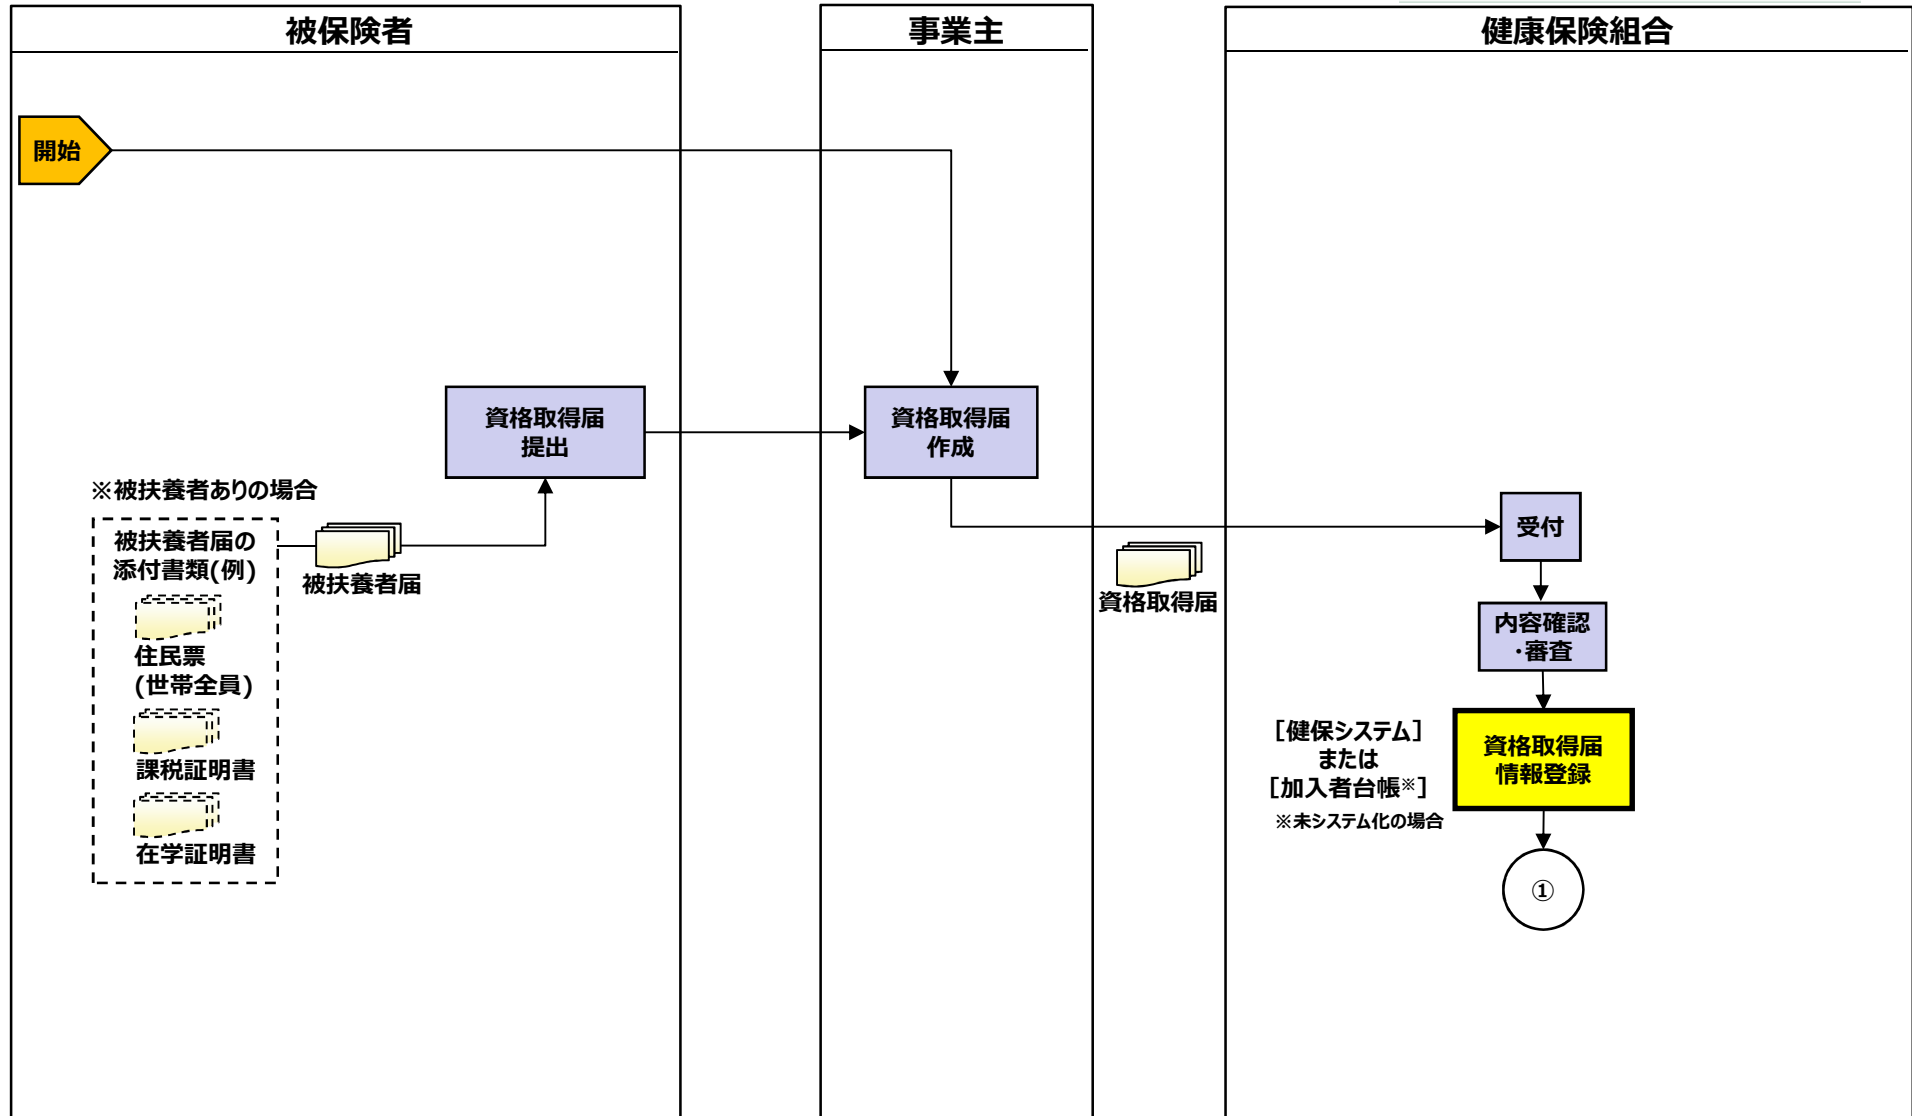 被保険者
事業主
健康保険組合
開始
資格取得届
提出
資格取得届
作成
※被扶養者ありの場合
被扶養者届の
添付書類(例)
被扶養者届
住民票
(世帯全員)
課税証明書
在学証明書
資格取得届
受付
内容確認
・審査
[健保システム]
または
[加入者台帳※]
※未システム化の場合
資格取得届
情報登録
①